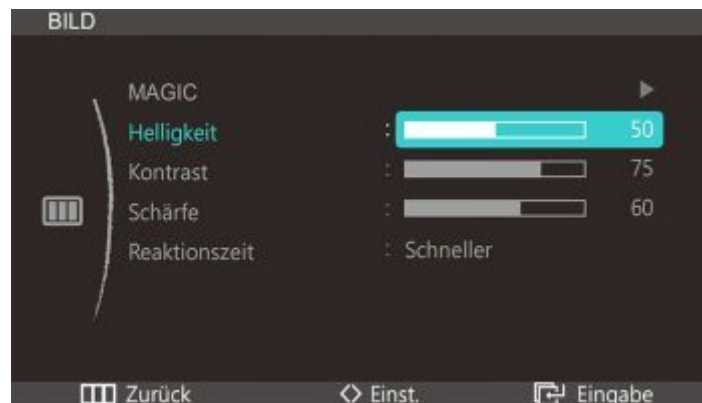 BILD
MAGIC
Helligkeit : 50
Kontrast : 75
Schärfe : 60
Reaktionszeit : Schneller
Zurück Einst. Eingabe